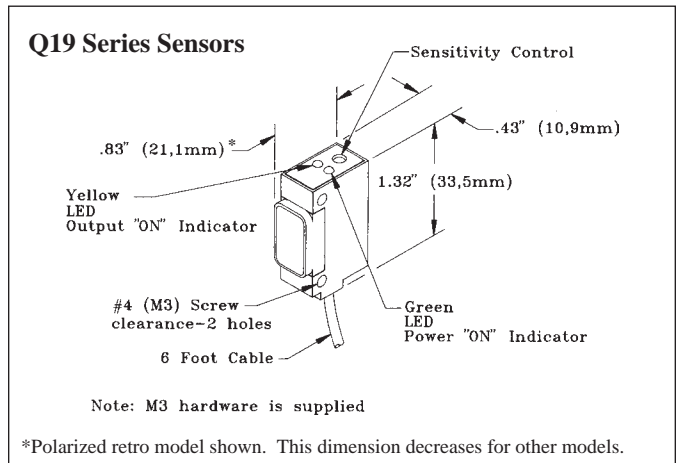 Q19 Series Sensors
Sensitivity Control
.83" (21,1mm)*
.43" (10,9mm)
1.32" (33,5mm)
Yellow
LED
Output "ON" Indicator
#4 (M3) Screw
clearance-2 holes
6 Foot Cable
Green
LED
Power "ON" Indicator
Note: M3 hardware is supplied
*Polarized retro model shown. This dimension decreases for other models.